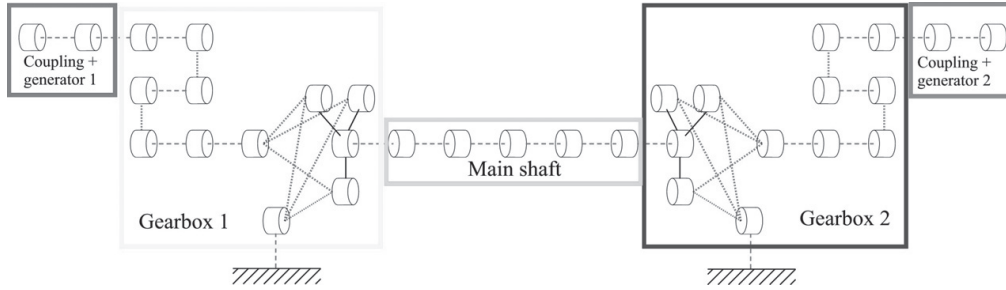 Coupling +
generator 1
Gearbox 1
Main shaft
Gearbox 2
Coupling +
generator 2